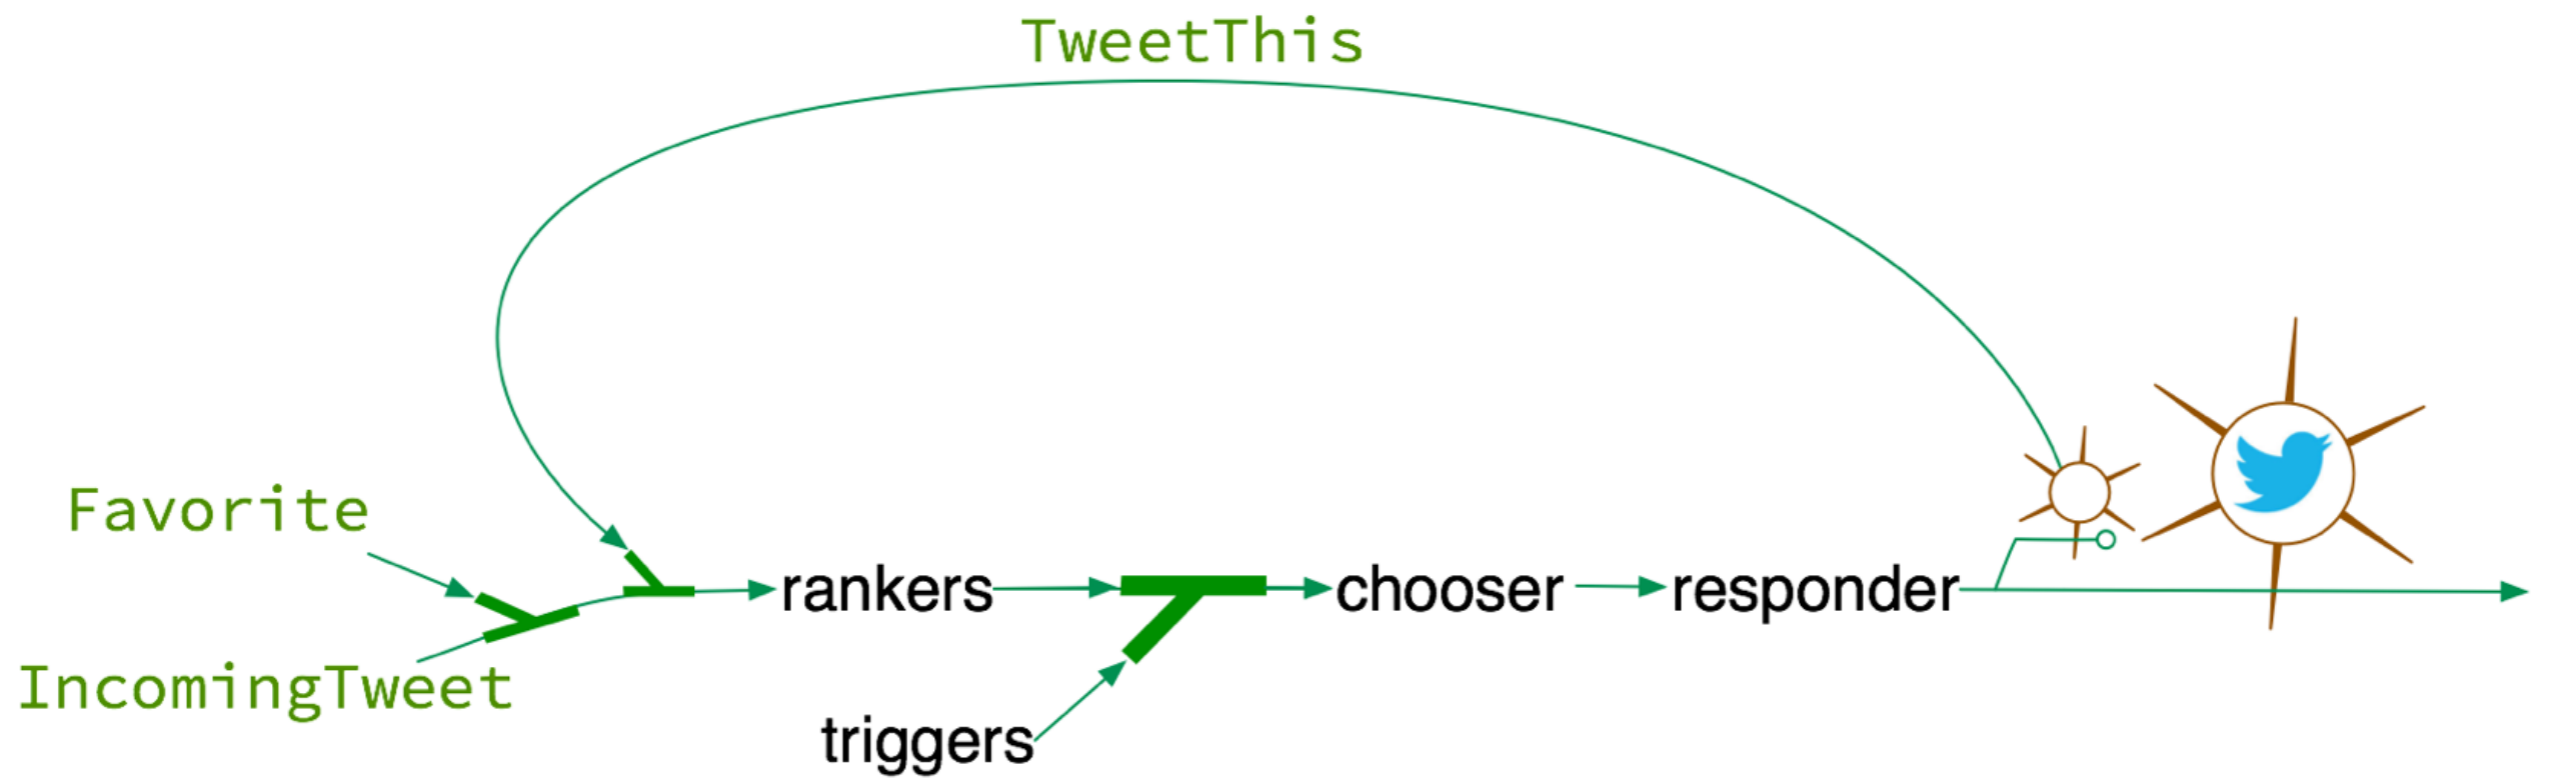 TweetThis
Favorite
IncomingTweet
rankers
chooser
responder
triggers